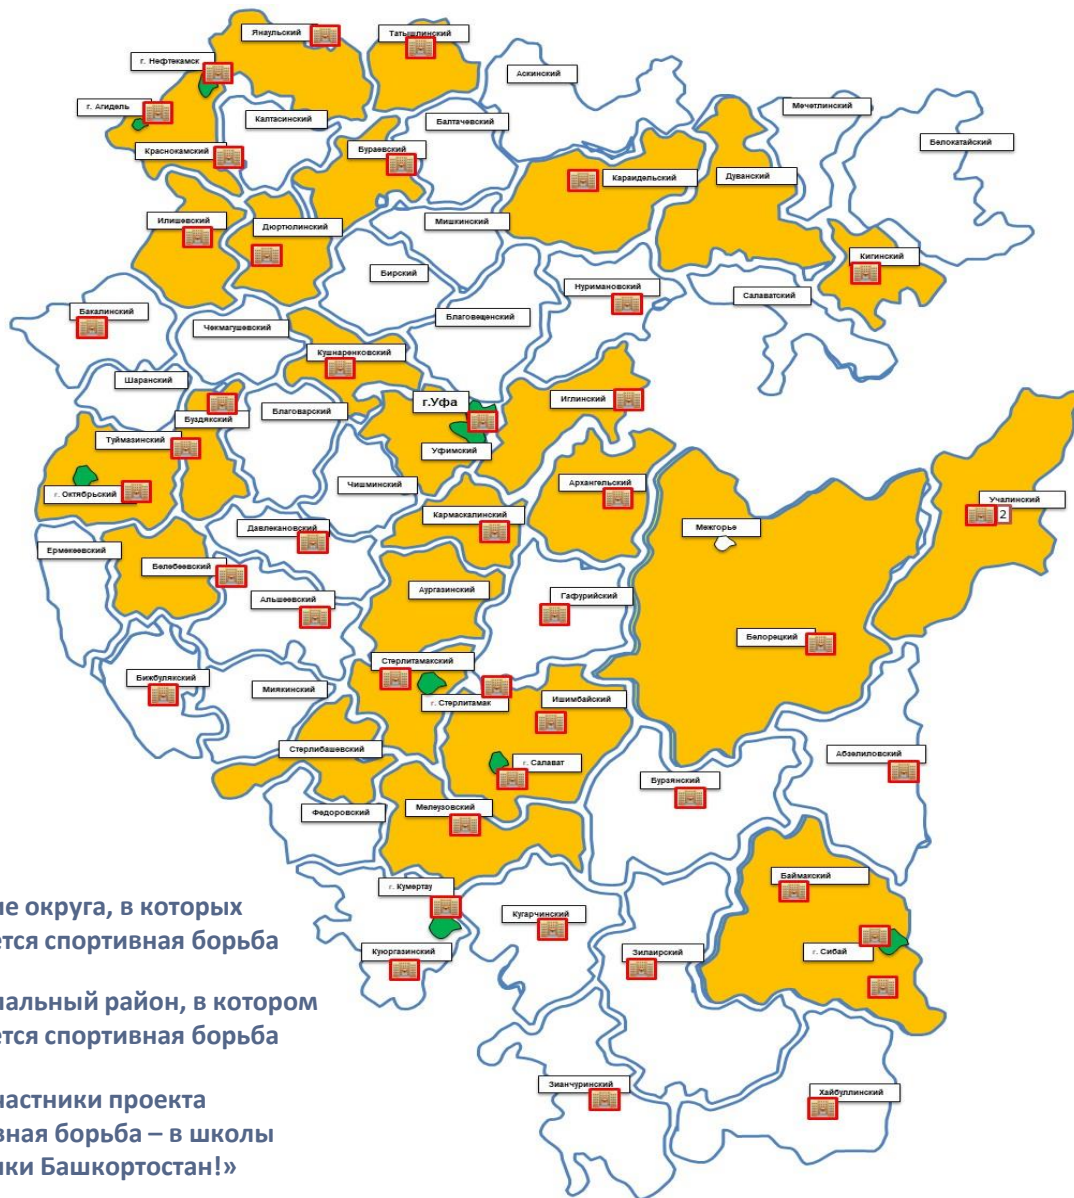 Янаульский
Татышлинский
г. Нефтекамск
Аскинский
г. Агидель
Мечетлинский
Калтасинский
Балтачевский
Белокатайский
Краснокамский
Бураевский
Караидельский
Дуванский
Илишевский
Дюртюлинский
Мишкинский
Кигинский
Бирский
Нуримановский
Салаватский
Бакалинский
Чекмагушевский
Благовещенский
Кушнаренковский
Шаранский
г.Уфа
Иглинский
Буздякский
Благоварский
Туймазинский
Уфимский
Чишминский
Архангельский
г. Октябрьский
Учалинский
2
Кармаскалинский
Давлекановский
Межгорье
Ермекеевский
Белебеевский
Альшеевский
Аургазинский
Гафурийский
Белорецкий
Стерлитамакский
Бижбулякский
Миякинский
г. Стерлитамак
Ишимбайский
Стерлибашевский
г. Салават
Абзелиловский
Бурзянский
Федоровский
Мелеузовский
Баймакский
г. Кумертау
Кугарчинский
Куюргазинский
Зилаирский
г. Сибай
Зианчуринский
Хайбуллинский
не округа, в которых
ется спортивная борьба
пальный район, в котором
ется спортивная борьба
частники проекта
вная борьба – в школы
ики Башкортостан!»